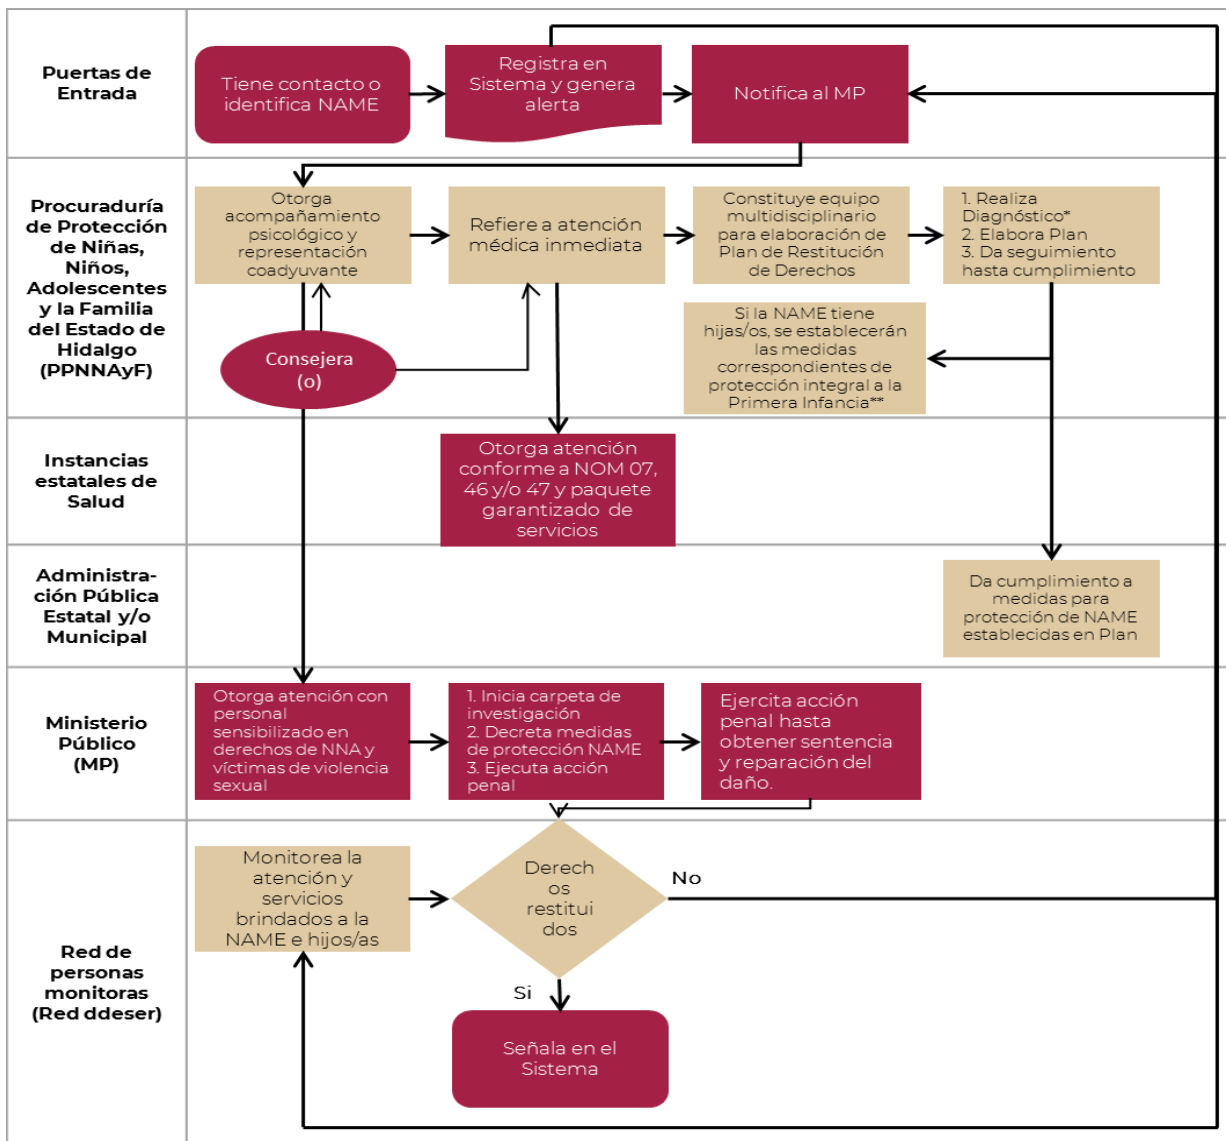 Puertas de
Entrada
Tiene contacto o
identifica NAME
Registra en
Sistema y genera
alerta
Notifica al MP
Procuraduría
de Protección
de Niñas,
Niños,
Adolescentes
y la Familia
del Estado de
Hidalgo
(PPNNAyF)
Otorga
acompañamiento
psicológico y
representación
coadyuvante
Refiere a atención
médica inmediata
Constituye equipo
multidisciplinario
para elaboración de
Plan de Restitución
de Derechos
1. Realiza
Diagnóstico*
2. Elabora Plan
3. Da seguimiento
hasta cumplimiento
Consejera
(o)
Si la NAME tiene
hijas/os, se establecerán
las medidas
correspondientes de
protección integral a la
Primera Infancia**
Instancias
estatales de
Salud
Otorga atención
conforme a NOM 07,
46 y/o 47 y paquete
garantizado de
servicios
Administra-
ción Pública
Estatal y/o
Municipal
Da cumplimiento a
medidas para
protección de NAME
establecidas en Plan
Ministerio
Público
(MP)
Otorga atención con
personal
sensibilizado en
derechos de NNA y
víctimas de violencia
sexual
1. Inicia carpeta de
investigación
2. Decreta medidas
de protección NAME
3. Ejecuta acción
penal
Ejercita acción
penal hasta
obtener sentencia
y reparación del
daño.
Red de
personas
monitoras
(Red ddeser)
Monitorea la
atención y
servicios
brindados a la
NAME e hijos/as
Derech
os
restitui
dos
No
Si
Señala en el
Sistema